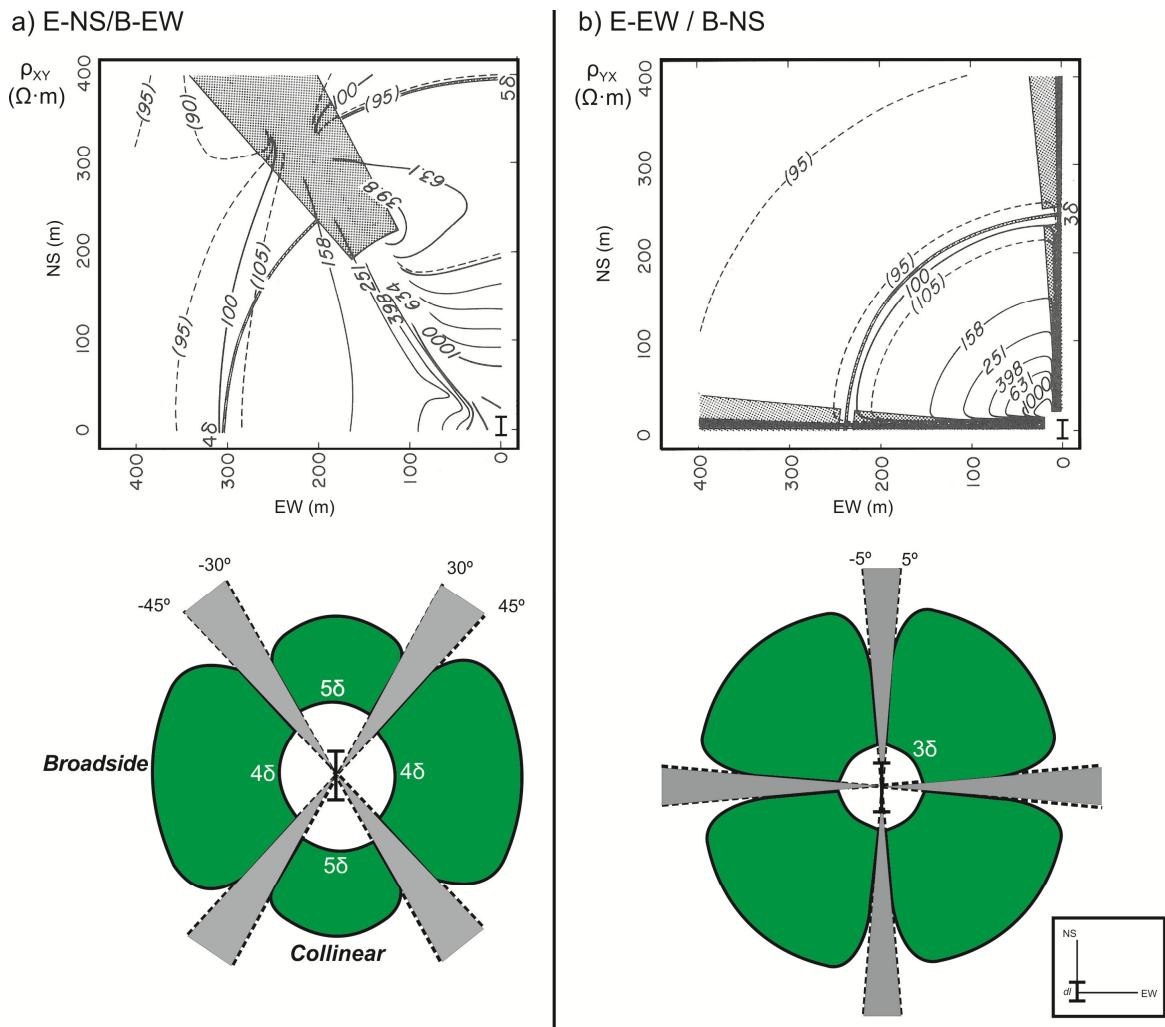 a) E-NS/B-EW
ρXY
(Ω·m)
400
300
200
100
0
NS (m)
(95)
(90)
100
(95)
5δ
63.1
39.8
(95)
100
(105)
158
251
398
634
1000
4δ
400
300
200
100
0
EW (m)
-30º
-45º
30º
45º
5δ
4δ
4δ
5δ
Broadside
Collinear
b) E-EW / B-NS
ρYX
(Ω·m)
400
300
200
100
0
NS (m)
(95)
3δ
(95)
100
(105)
158
251
398
631
1000
400
300
200
100
0
EW (m)
-5º
5º
3δ
NS
dl
EW